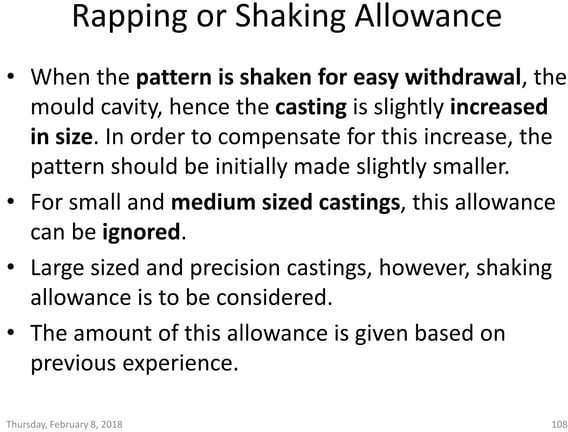 Rapping or Shaking Allowance
• When the pattern is shaken for easy withdrawal, the
mould cavity, hence the casting is slightly increased
in size. In order to compensate for this increase, the
pattern should be initially made slightly smaller.
• For small and medium sized castings, this allowance
can be ignored.
• Large sized and precision castings, however, shaking
allowance is to be considered.
• The amount of this allowance is given based on
previous experience.
Thursday, February 8, 2018
108